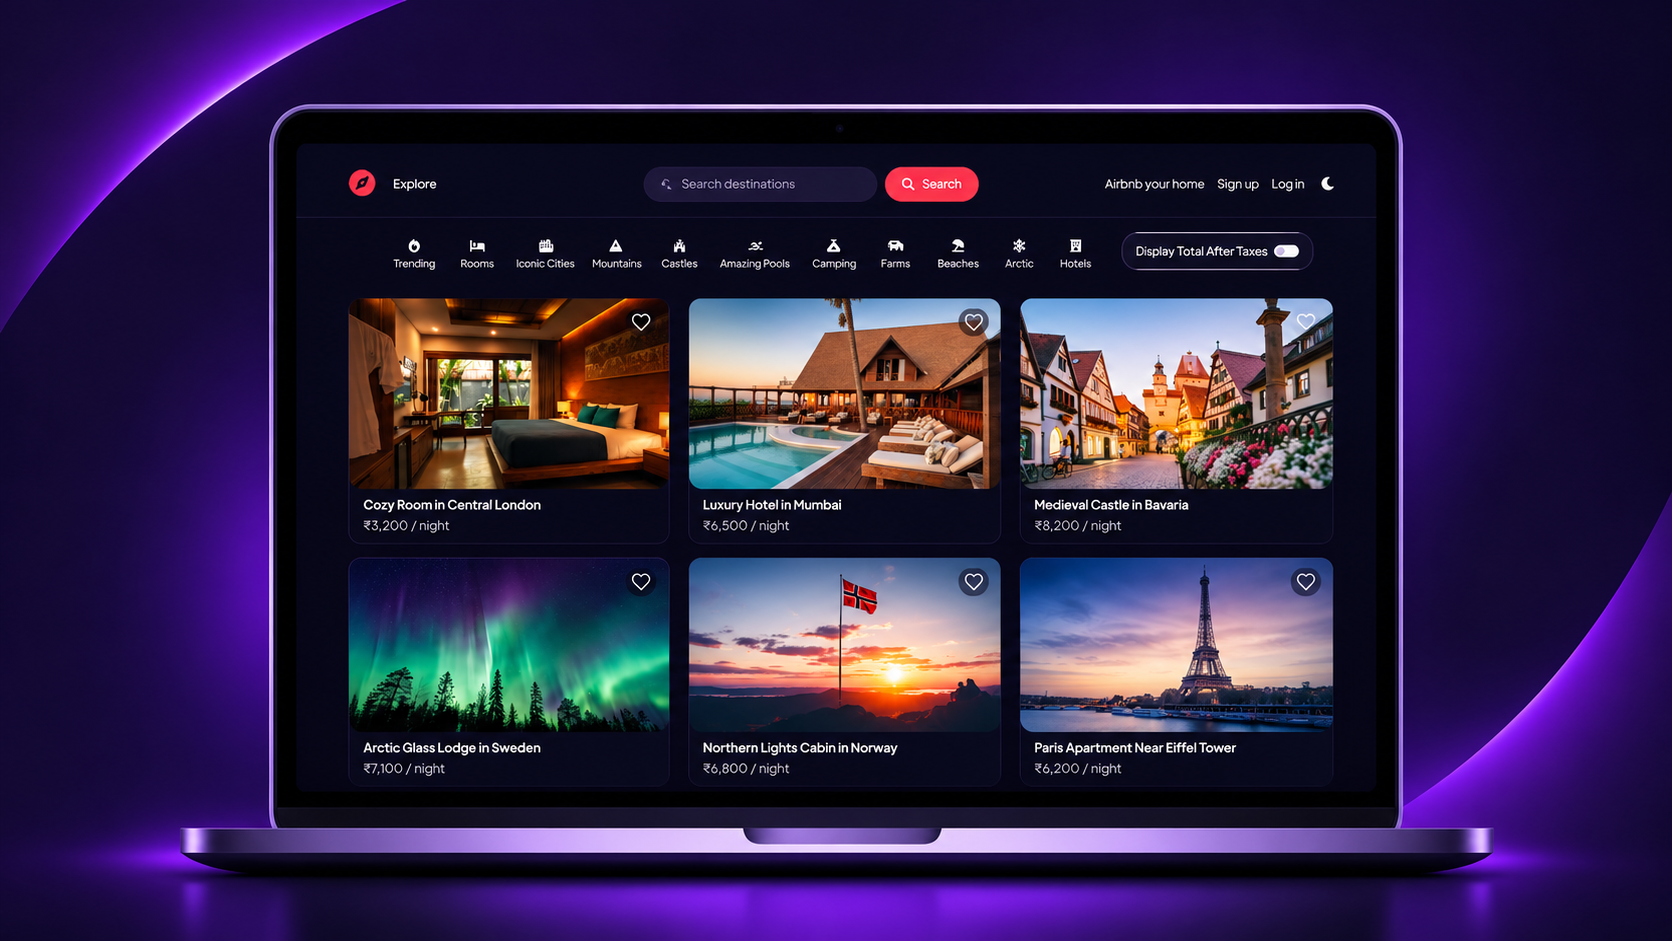 Explore
Search destinations
Search
Airbnb your home
Sign up
Log in
Trending
Rooms
Iconic Cities
Mountains
Castles
Amazing Pools
Camping
Farms
Beaches
Arctic
Hotels
Display Total After Taxes
Cozy Room in Central London
₹3,200 / night
Luxury Hotel in Mumbai
₹6,500 / night
Medieval Castle in Bavaria
₹8,200 / night
Arctic Glass Lodge in Sweden
₹7,100 / night
Northern Lights Cabin in Norway
₹6,800 / night
Paris Apartment Near Eiffel Tower
₹6,200 / night